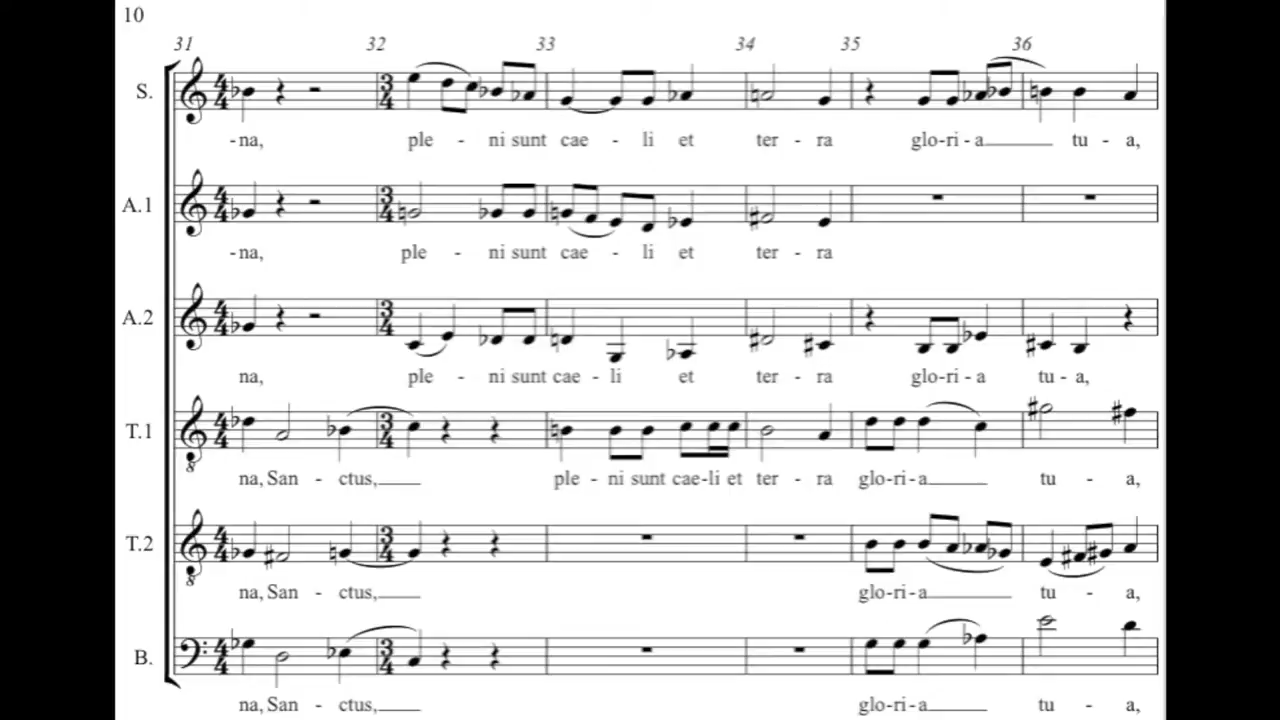 10
31 32 33 34 35 36
S.
-na, ple - ni sunt cae - li et ter - ra glo-ri-a tu - a,
A.1
-na, ple - ni sunt cae - li et ter - ra
A.2
na, ple - ni sunt cae - li et ter - ra glo-ri-a tu-a,
T.1
na, San - ctus, ple - ni sunt cae-li et ter - ra glo-ri-a tu - a,
T.2
na, San - ctus, glo-ri-a tu - a,
B.
na, San - ctus, glo-ri-a tu - a,